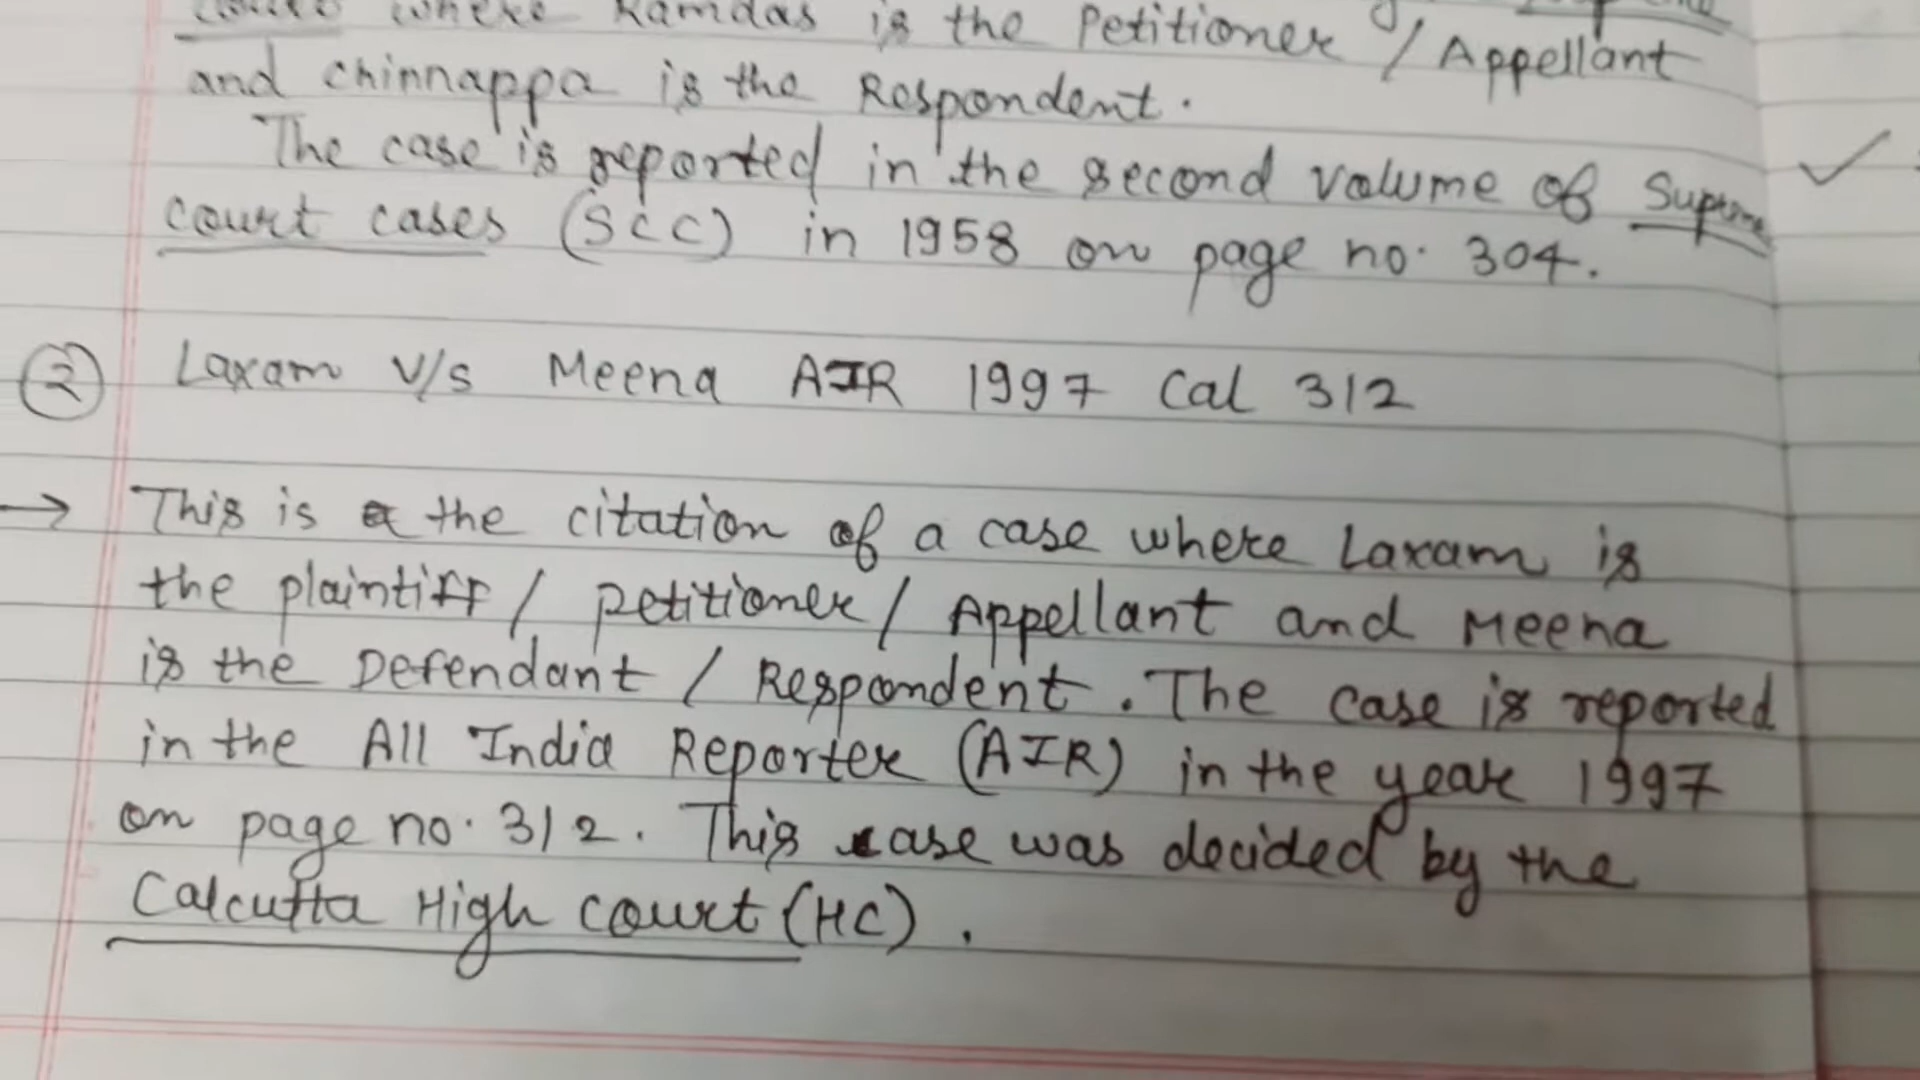 where Ramdas is the Petitioner / Appellant
and chinnappa is the Respondent.
The case is reported in the second volume of Supreme
court cases (SCC) in 1958 on page no. 304.
② Laxam v/s Meena AIR 1997 Cal 312
→ This is the citation of a case where Laxam is
the plaintiff / petitioner / Appellant and Meena
is the Defendant / Respondent. The case is reported
in the All India Reporter (AIR) in the year 1997
on page no. 312. This case was decided by the
Calcutta High court (HC).